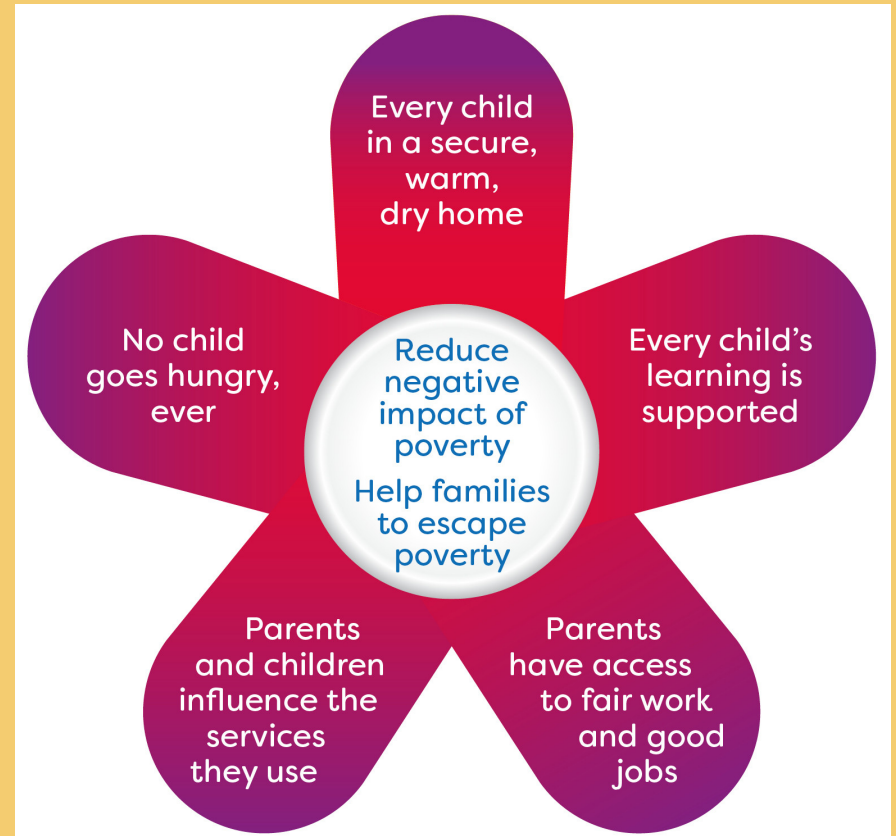 Every child
in a secure,
warm,
dry home
No child
goes hungry,
ever
Reduce
negative
impact of
poverty
Help families
to escape
poverty
Every child’s
learning is
supported
Parents
and children
influence the
services
they use
Parents
have access
to fair work
and good
jobs